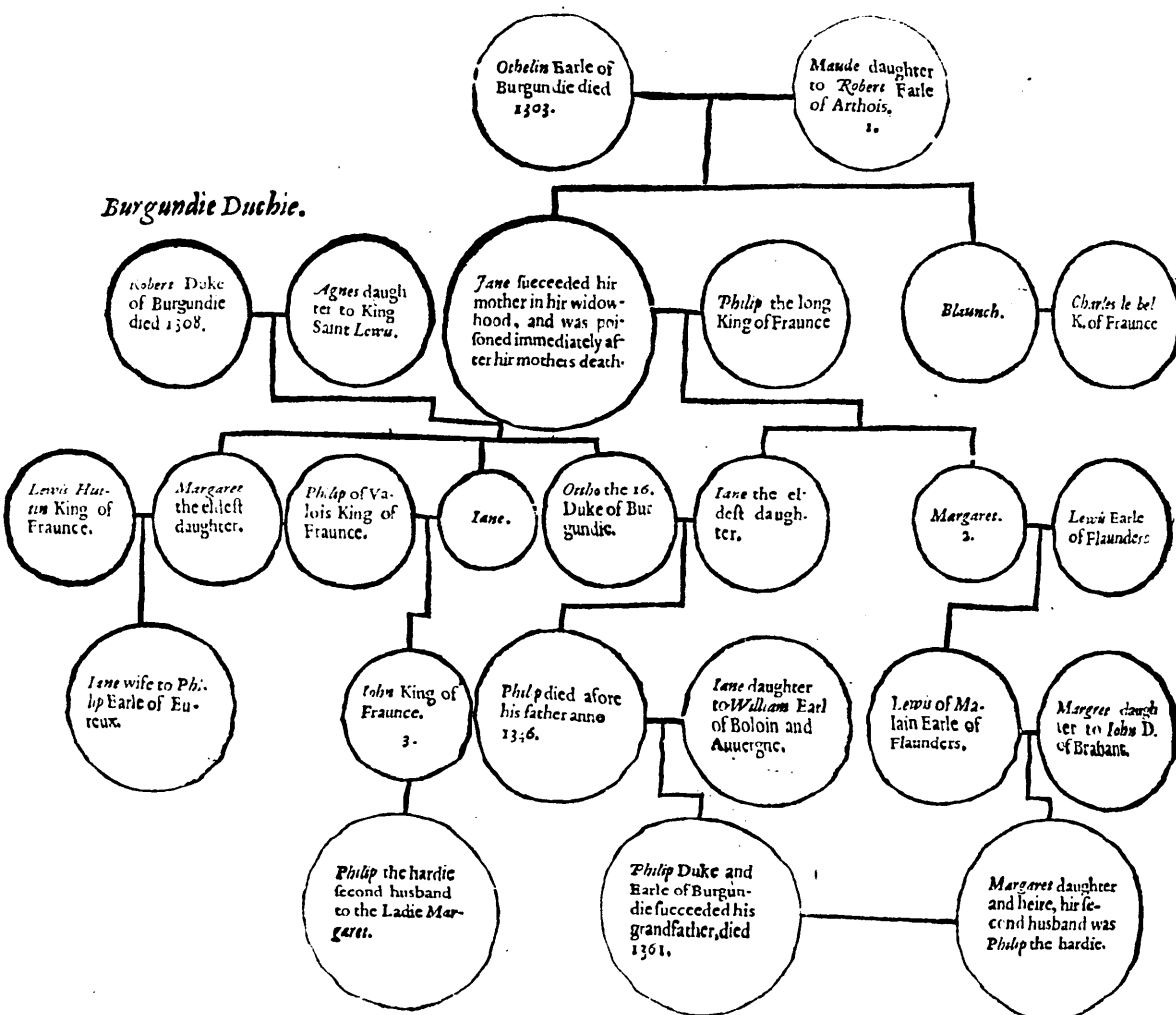 Othelin Earle of
Burgundie died
1303.
Maude daughter
to Robert Earle
of Arthois.
1.
Burgundie Duchie.
Robert Duke
of Burgundie
died 1308.
Agnes daugh
ter to King
Saint Lewis.
Jane ſucceeded hir
mother in hir widow-
hood, and was poi-
ſoned immediately af-
ter hir mothers death.
Philip the long
King of Fraunce
Blaunch.
Charles le bel
K. of Fraunce
Lewis Hut-
tin King of
Fraunce.
Margaret
the eldeſt
daughter.
Philip of Va-
lois King of
Fraunce.
Iane.
Ottho the 16.
Duke of Bur
gundie.
Iane the el-
deſt daugh-
ter.
Margaret.
2.
Lewis Earle
of Flaunders
Iane wife to Phi-
lip Earle of Eu-
reux.
Iohn King of
Fraunce.
3.
Philip died afore
his father anno
1346.
Iane daughter
to William Earl
of Boloin and
Auuergne.
Lewis of Ma-
lain Earle of
Flaunders.
Margret daugh
ter to Iohn D.
of Brabant.
Philip the hardie
ſecond husband
to the Ladie Mar-
garet.
Philip Duke and
Earle of Burgun-
die ſucceeded his
grandfather, died
1361.
Margaret daughter
and heire, hir ſe-
cond husband was
Philip the hardie.